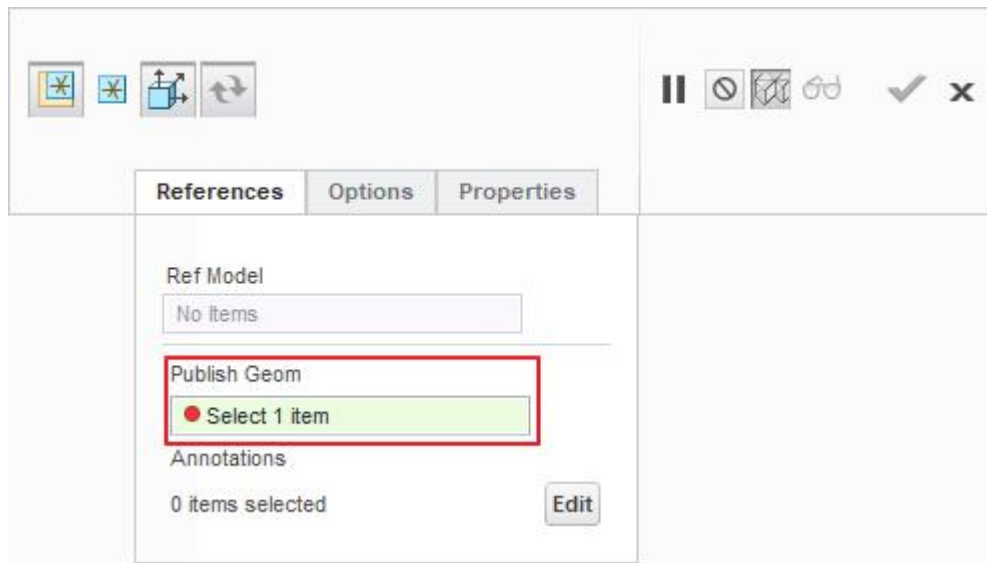 References Options Properties
Ref Model
No Items
Publish Geom
Select 1 item
Annotations
0 items selected Edit